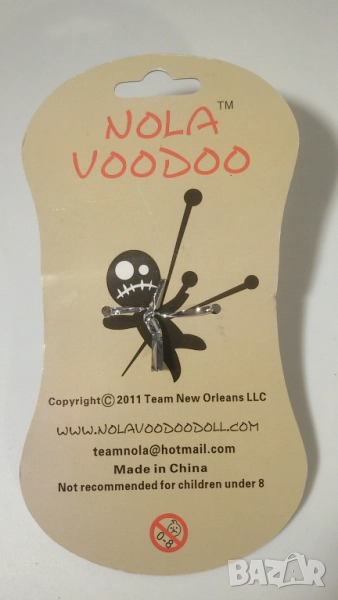 NOLA™
VOODOO
Copyright©2011 Team New Orleans LLC
WWW.NOLAVOODOODOLL.COM
teamnola@hotmail.com
Made in China
Not recommended for children under 8
0-8
BAZAR